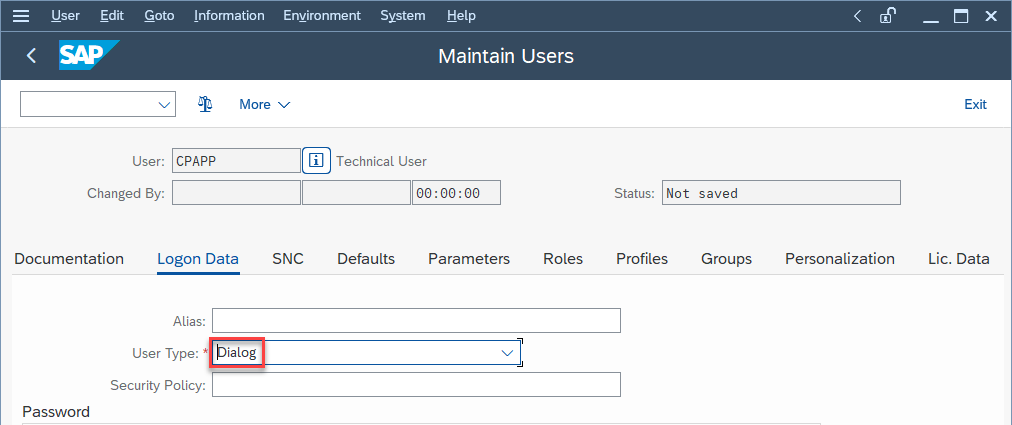 User Edit Goto Information Environment System Help
SAP Maintain Users
More Exit
User: CPAPP Technical User
Changed By: 00:00:00 Status: Not saved
Documentation Logon Data SNC Defaults Parameters Roles Profiles Groups Personalization Lic. Data
Alias:
User Type: * Dialog
Security Policy:
Password